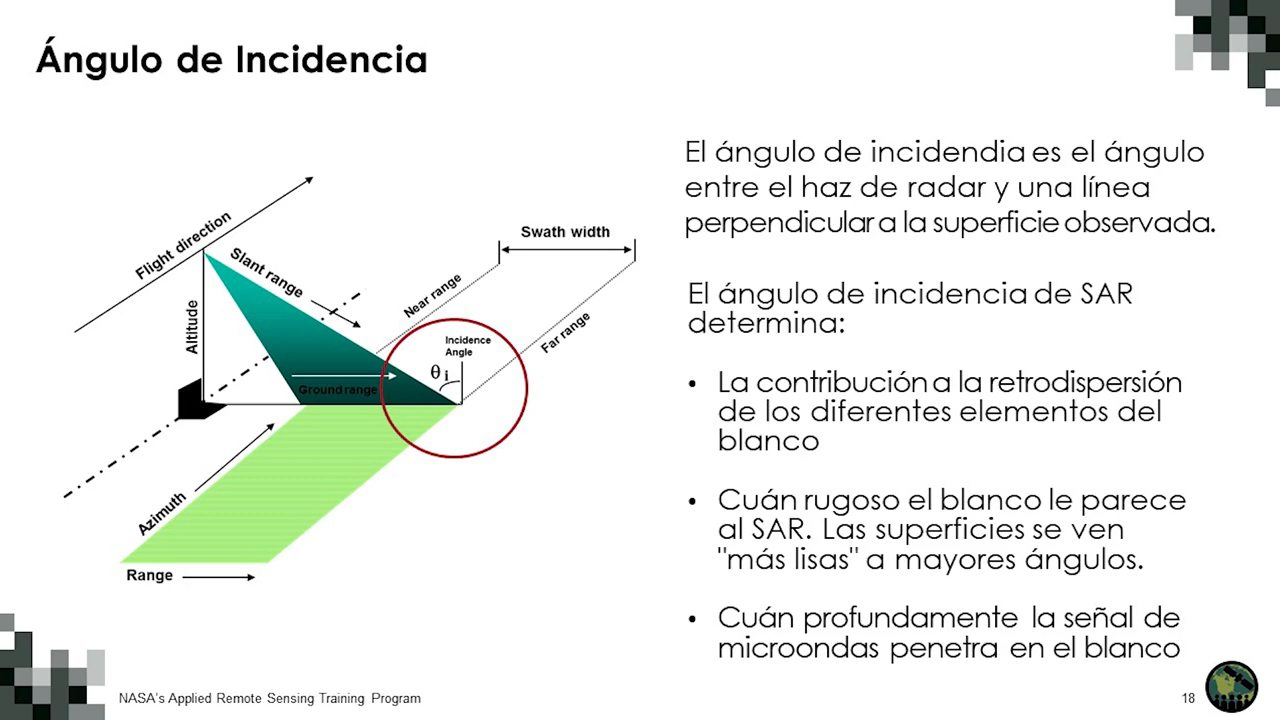 Ángulo de Incidencia
El ángulo de incidendia es el ángulo
entre el haz de radar y una línea
perpendicular a la superficie observada.
El ángulo de incidencia de SAR
determina:
• La contribución a la retrodispersión
de los diferentes elementos del
blanco
• Cuán rugoso el blanco le parece
al SAR. Las superficies se ven
"más lisas" a mayores ángulos.
• Cuán profundamente la señal de
microondas penetra en el blanco
Flight direction
Slant range
Swath width
Near range
Far range
Altitude
Incidence
Angle
θ i
Ground range
Azimuth
Range
NASA's Applied Remote Sensing Training Program
18